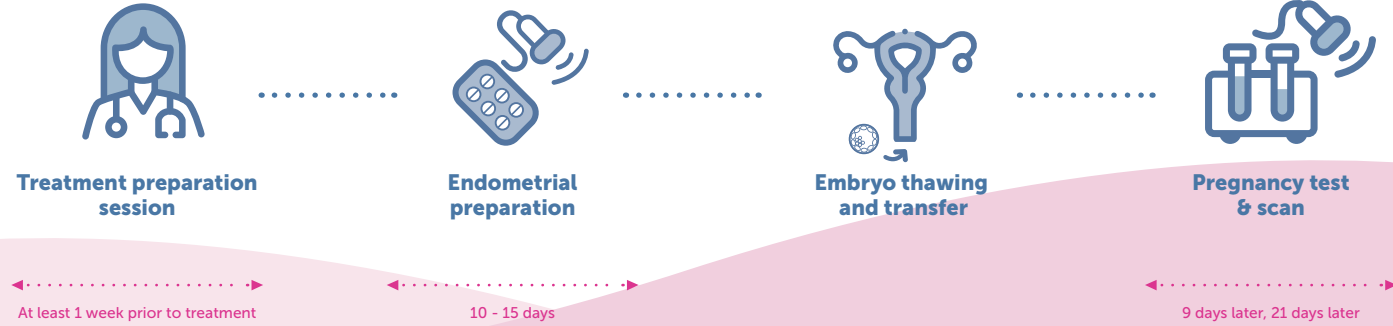 Treatment preparation
session
Endometrial
preparation
Embryo thawing
and transfer
Pregnancy test
& scan
At least 1 week prior to treatment
10 - 15 days
9 days later, 21 days later